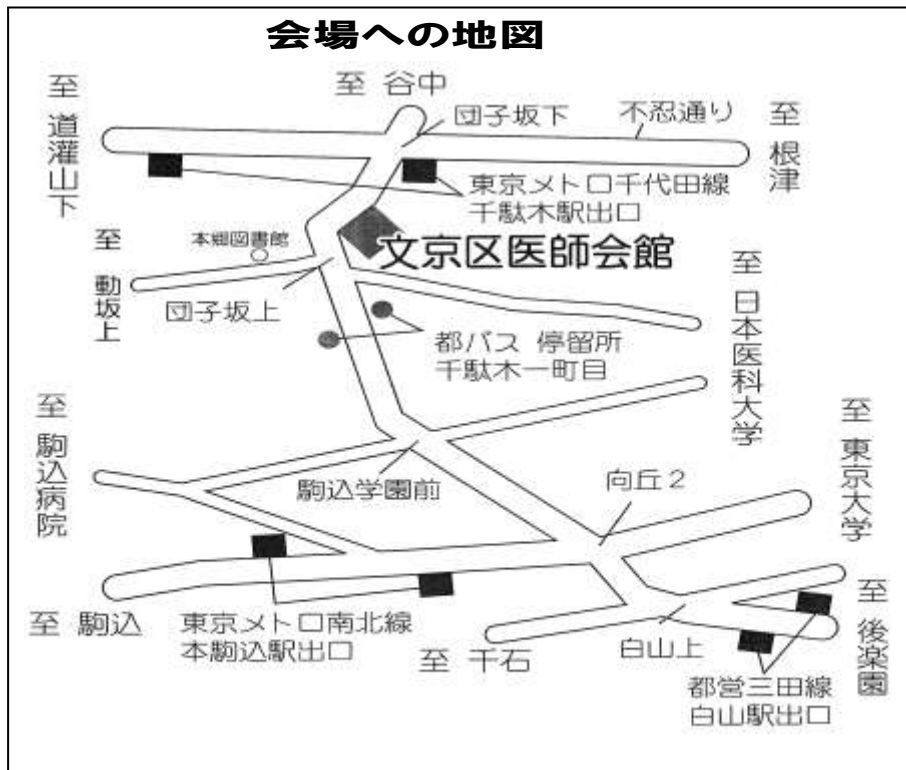 会場への地図
至 谷中
至 道灌山下
団子坂下
不忍通り
至 根津
東京メトロ千代田線
千駄木駅出口
本郷図書館
文京区医師会館
至 動坂上
団子坂上
至 日本医科大学
都バス 停留所
千駄木一町目
至 駒込病院
駒込学園前
向丘2
至 東京大学
至 駒込
東京メトロ南北線
本駒込駅出口
至 千石
白山上
至 後楽園
都営三田線
白山駅出口